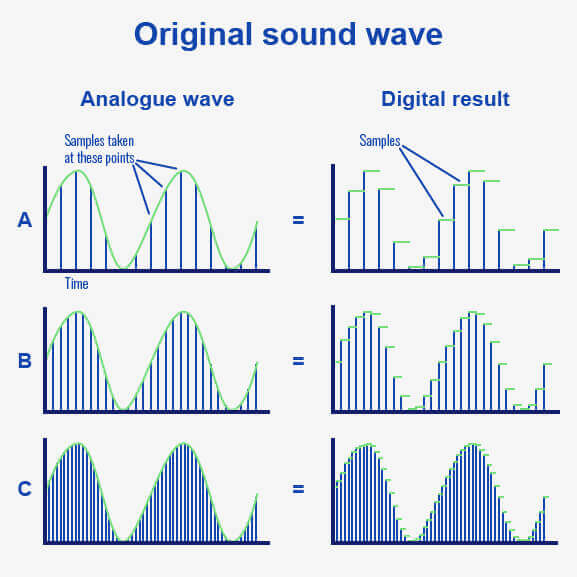 Original sound wave
Analogue wave
Digital result
Samples taken
at these points
Samples
A
=
Time
B
=
C
=